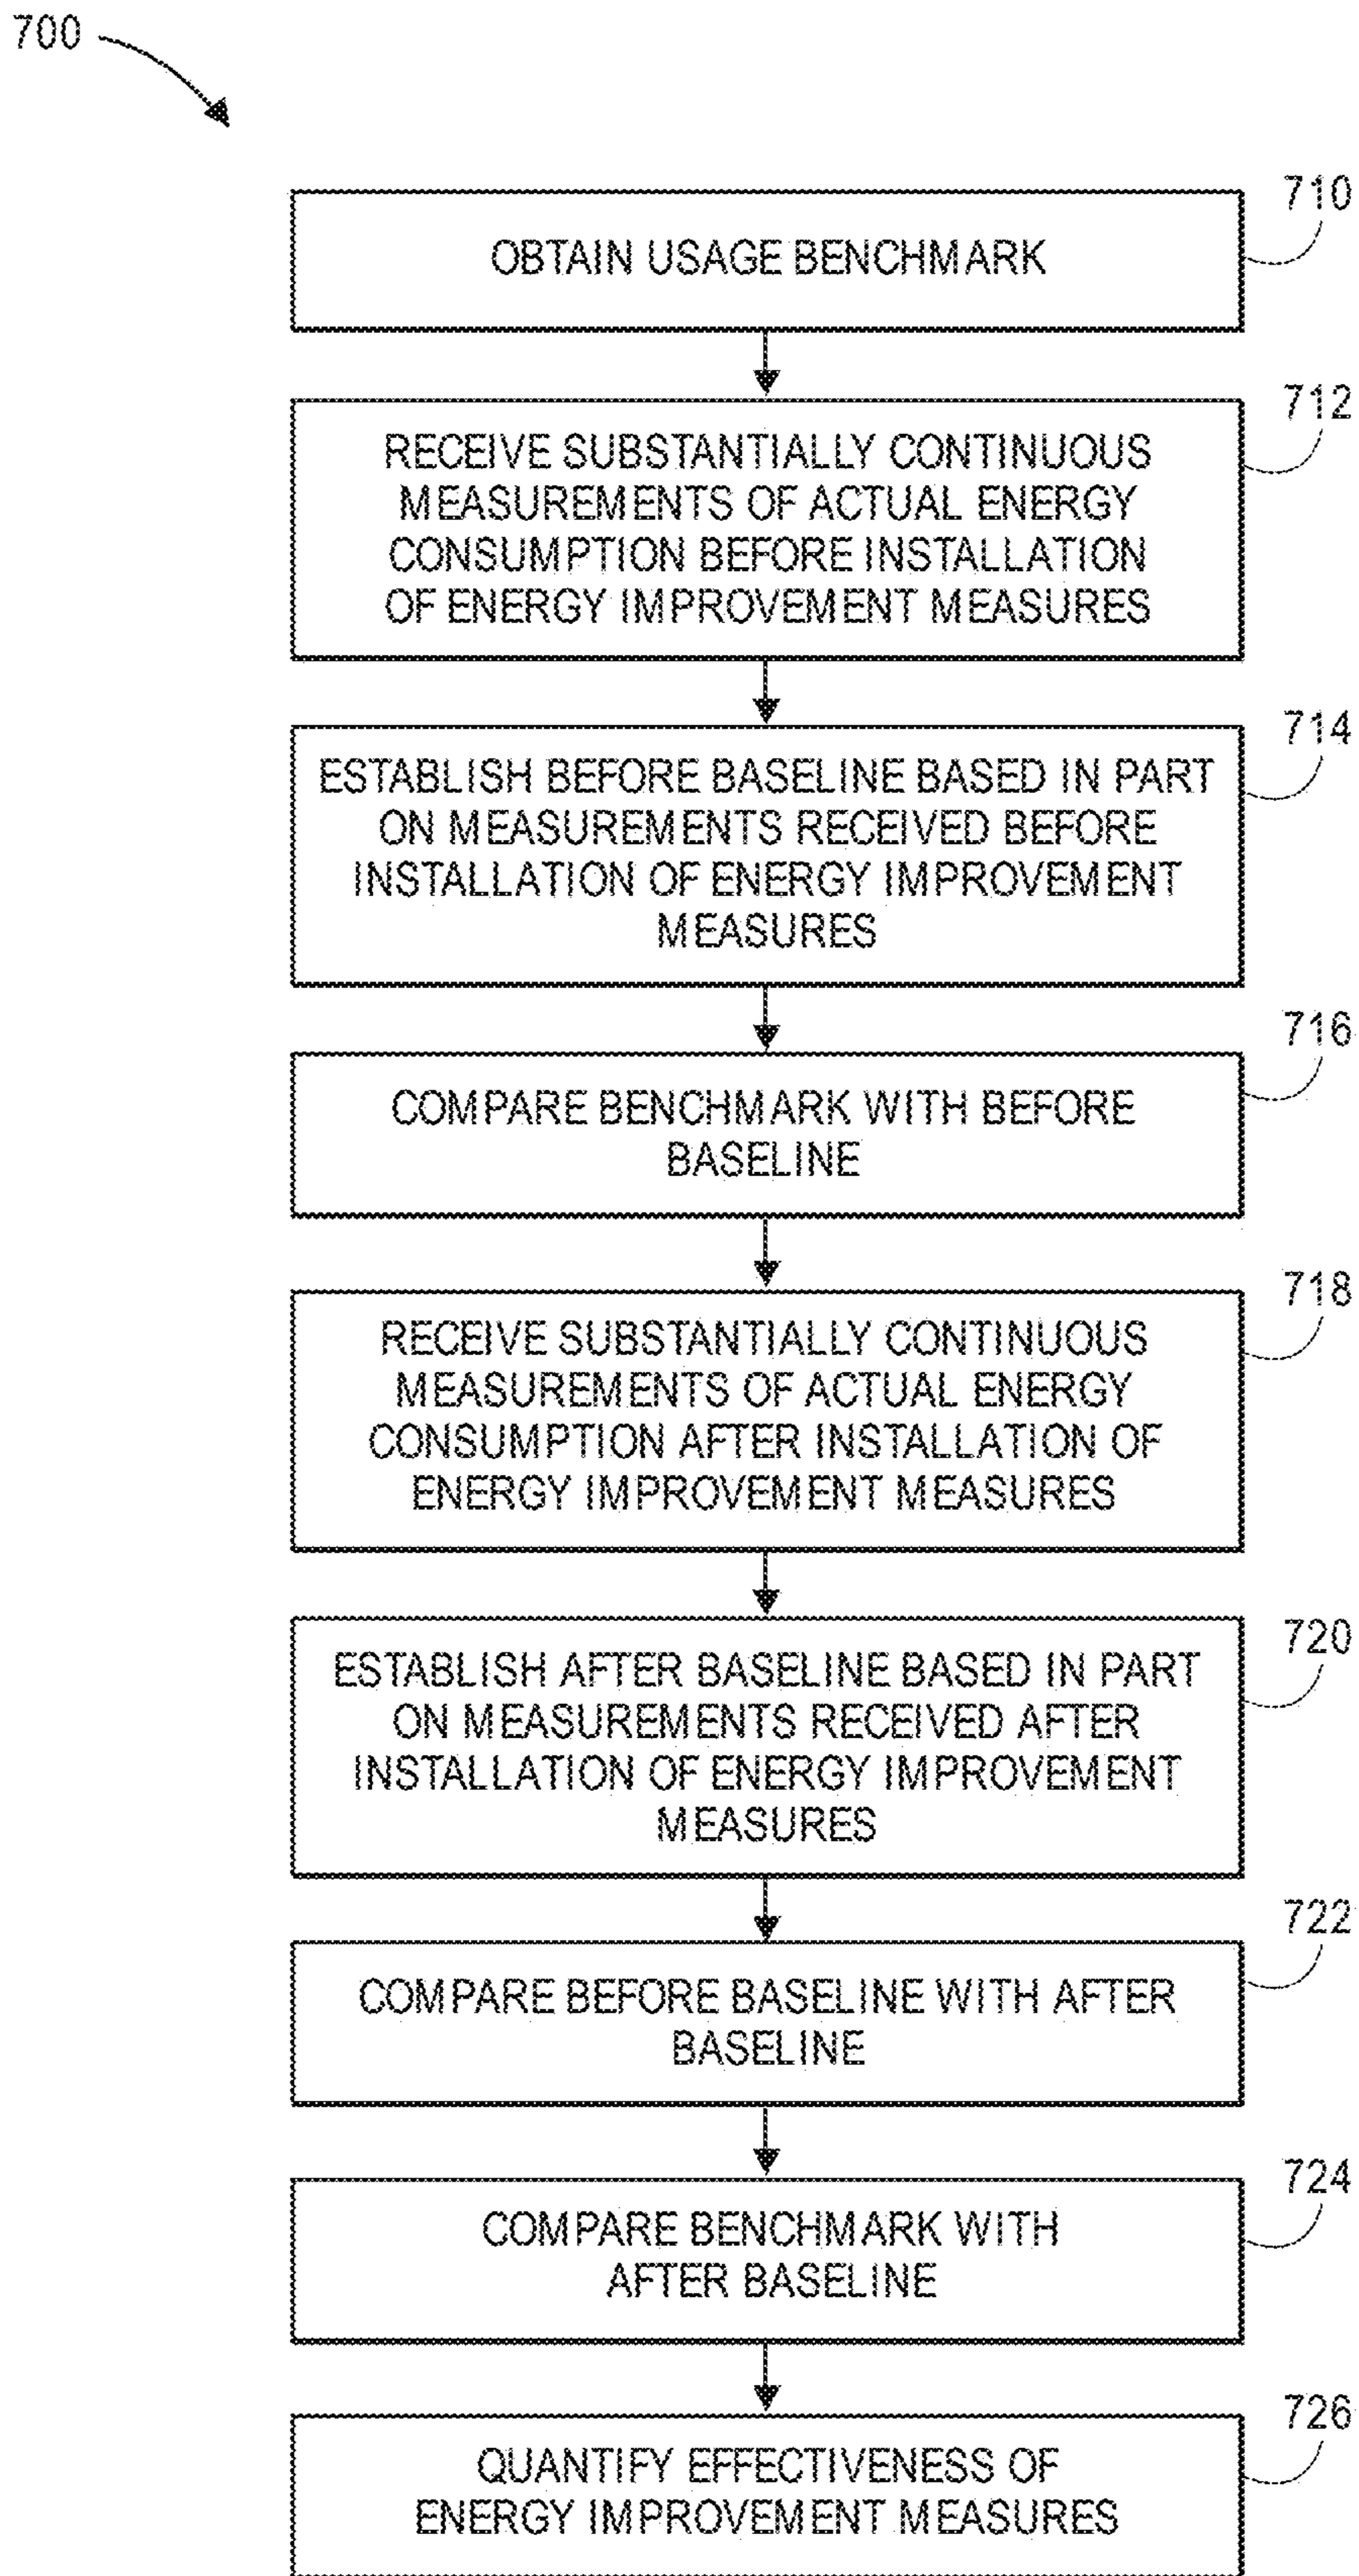 700
710
OBTAIN USAGE BENCHMARK
712
RECEIVE SUBSTANTIALLY CONTINUOUS
MEASUREMENTS OF ACTUAL ENERGY
CONSUMPTION BEFORE INSTALLATION
OF ENERGY IMPROVEMENT MEASURES
714
ESTABLISH BEFORE BASELINE BASED IN PART
ON MEASUREMENTS RECEIVED BEFORE
INSTALLATION OF ENERGY IMPROVEMENT
MEASURES
716
COMPARE BENCHMARK WITH BEFORE
BASELINE
718
RECEIVE SUBSTANTIALLY CONTINUOUS
MEASUREMENTS OF ACTUAL ENERGY
CONSUMPTION AFTER INSTALLATION OF
ENERGY IMPROVEMENT MEASURES
720
ESTABLISH AFTER BASELINE BASED IN PART
ON MEASUREMENTS RECEIVED AFTER
INSTALLATION OF ENERGY IMPROVEMENT
MEASURES
722
COMPARE BEFORE BASELINE WITH AFTER
BASELINE
724
COMPARE BENCHMARK WITH
AFTER BASELINE
726
QUANTIFY EFFECTIVENESS OF
ENERGY IMPROVEMENT MEASURES